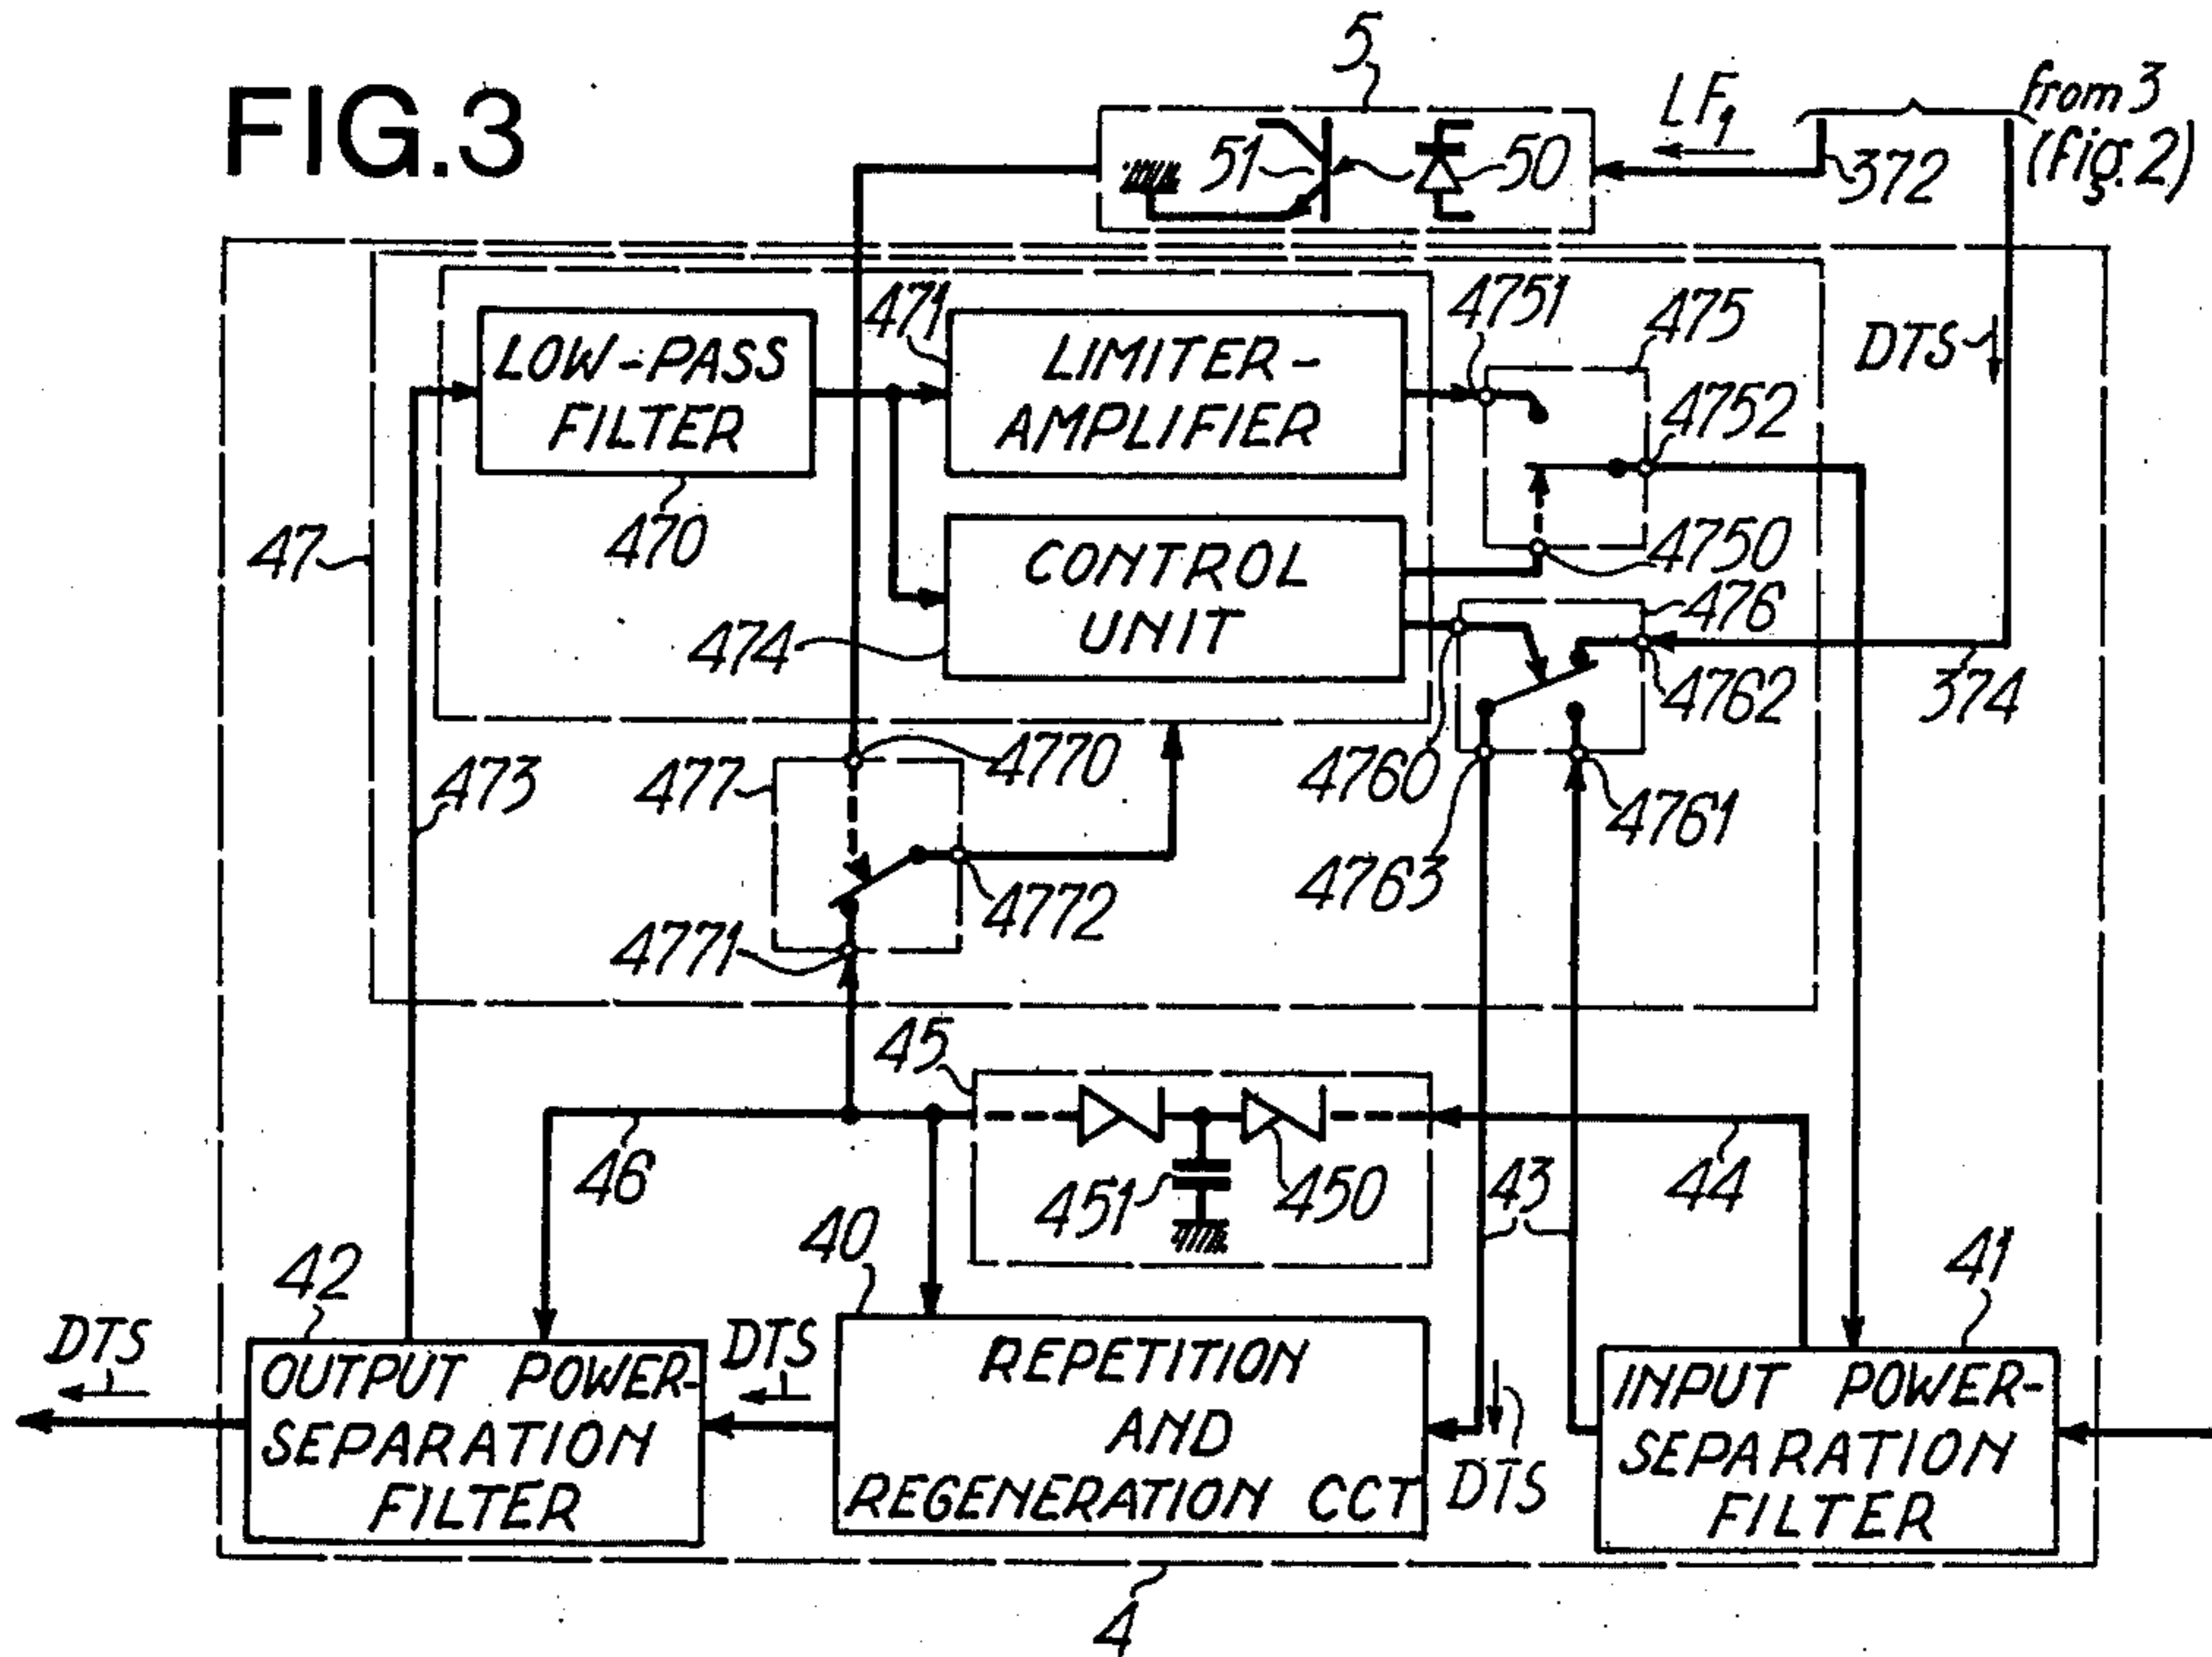 FIG.3
5
LF1
from 3
(fig. 2)
51
50
372
471
4751
475
DTS
LOW-PASS
FILTER
LIMITER-
AMPLIFIER
4752
47
470
CONTROL
UNIT
4750
476
474
4762
374
473
477
4770
4760
4761
4763
4772
4771
45
46
451
450
43
44
40
42
41
DTS
DTS
OUTPUT POWER-
SEPARATION
FILTER
REPETITION
AND
REGENERATION CCT
DTS
INPUT POWER-
SEPARATION
FILTER
4